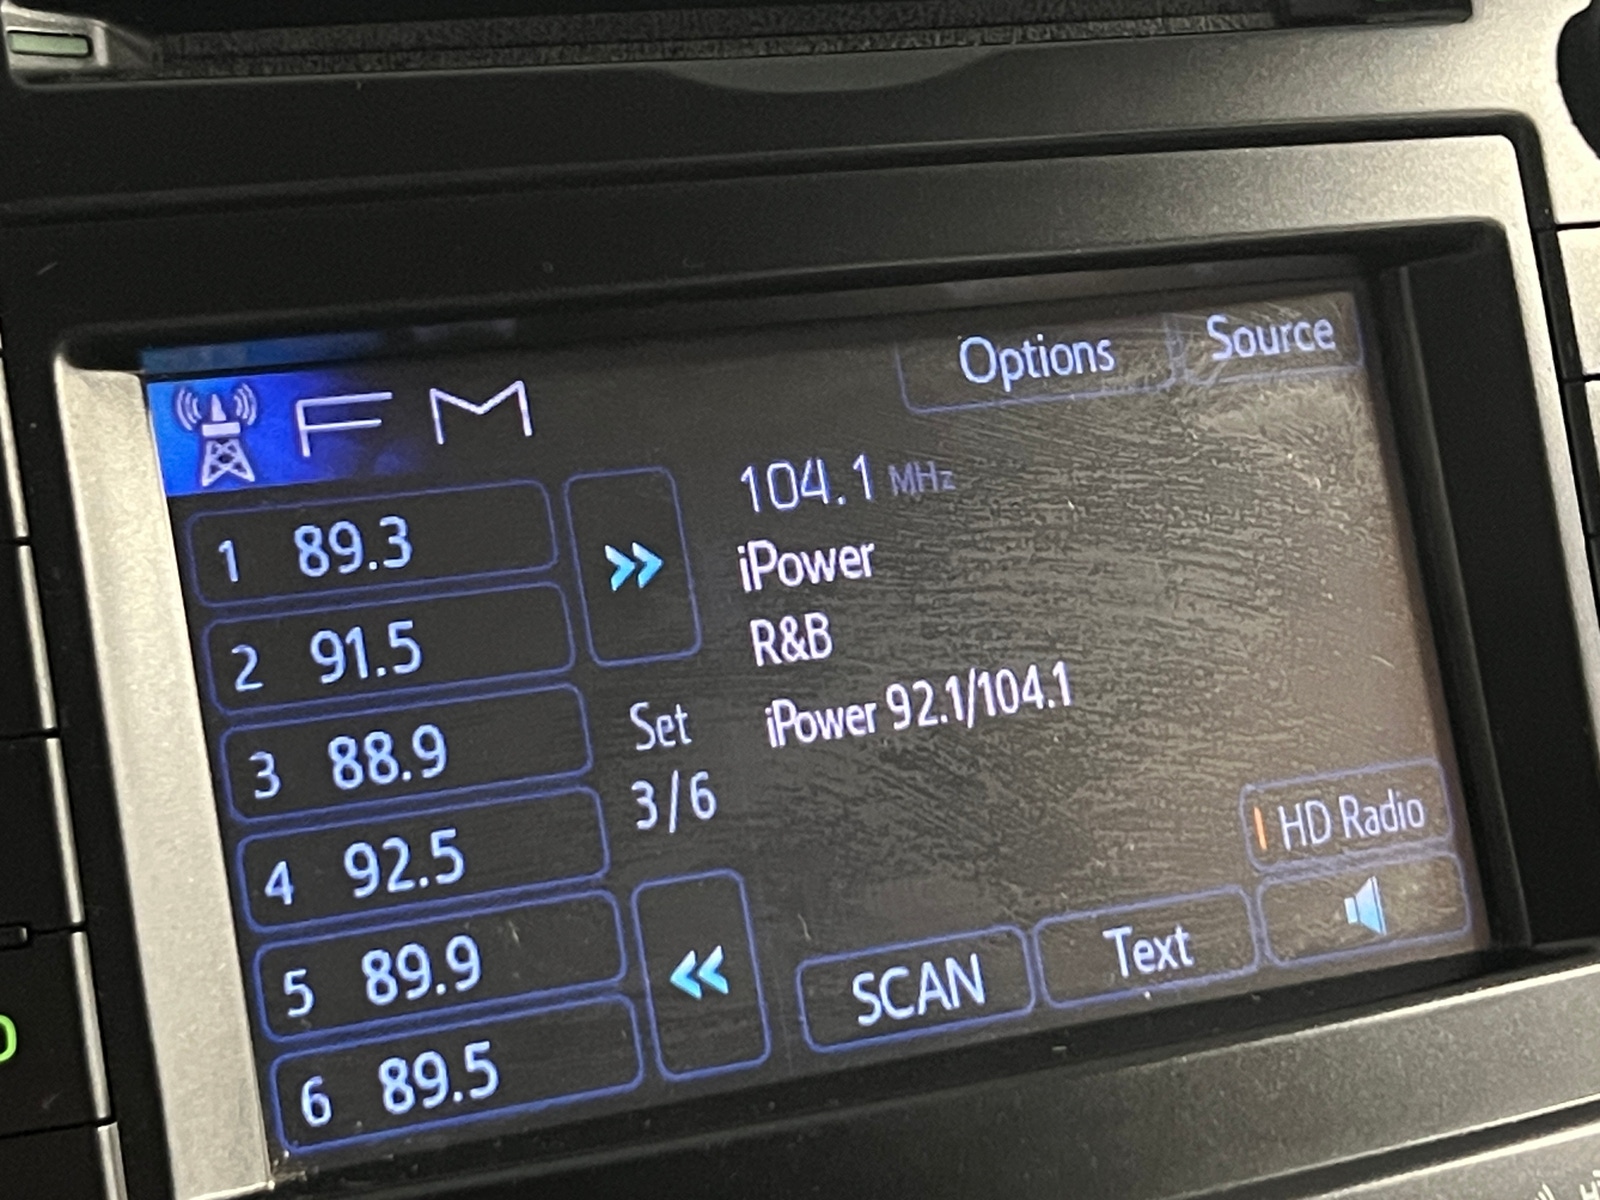 FM
Options
Source
104.1 MHz
iPower
R&B
iPower 92.1/104.1
1 89.3
2 91.5
3 88.9
4 92.5
5 89.9
6 89.5
Set
3/6
HD Radio
SCAN
Text